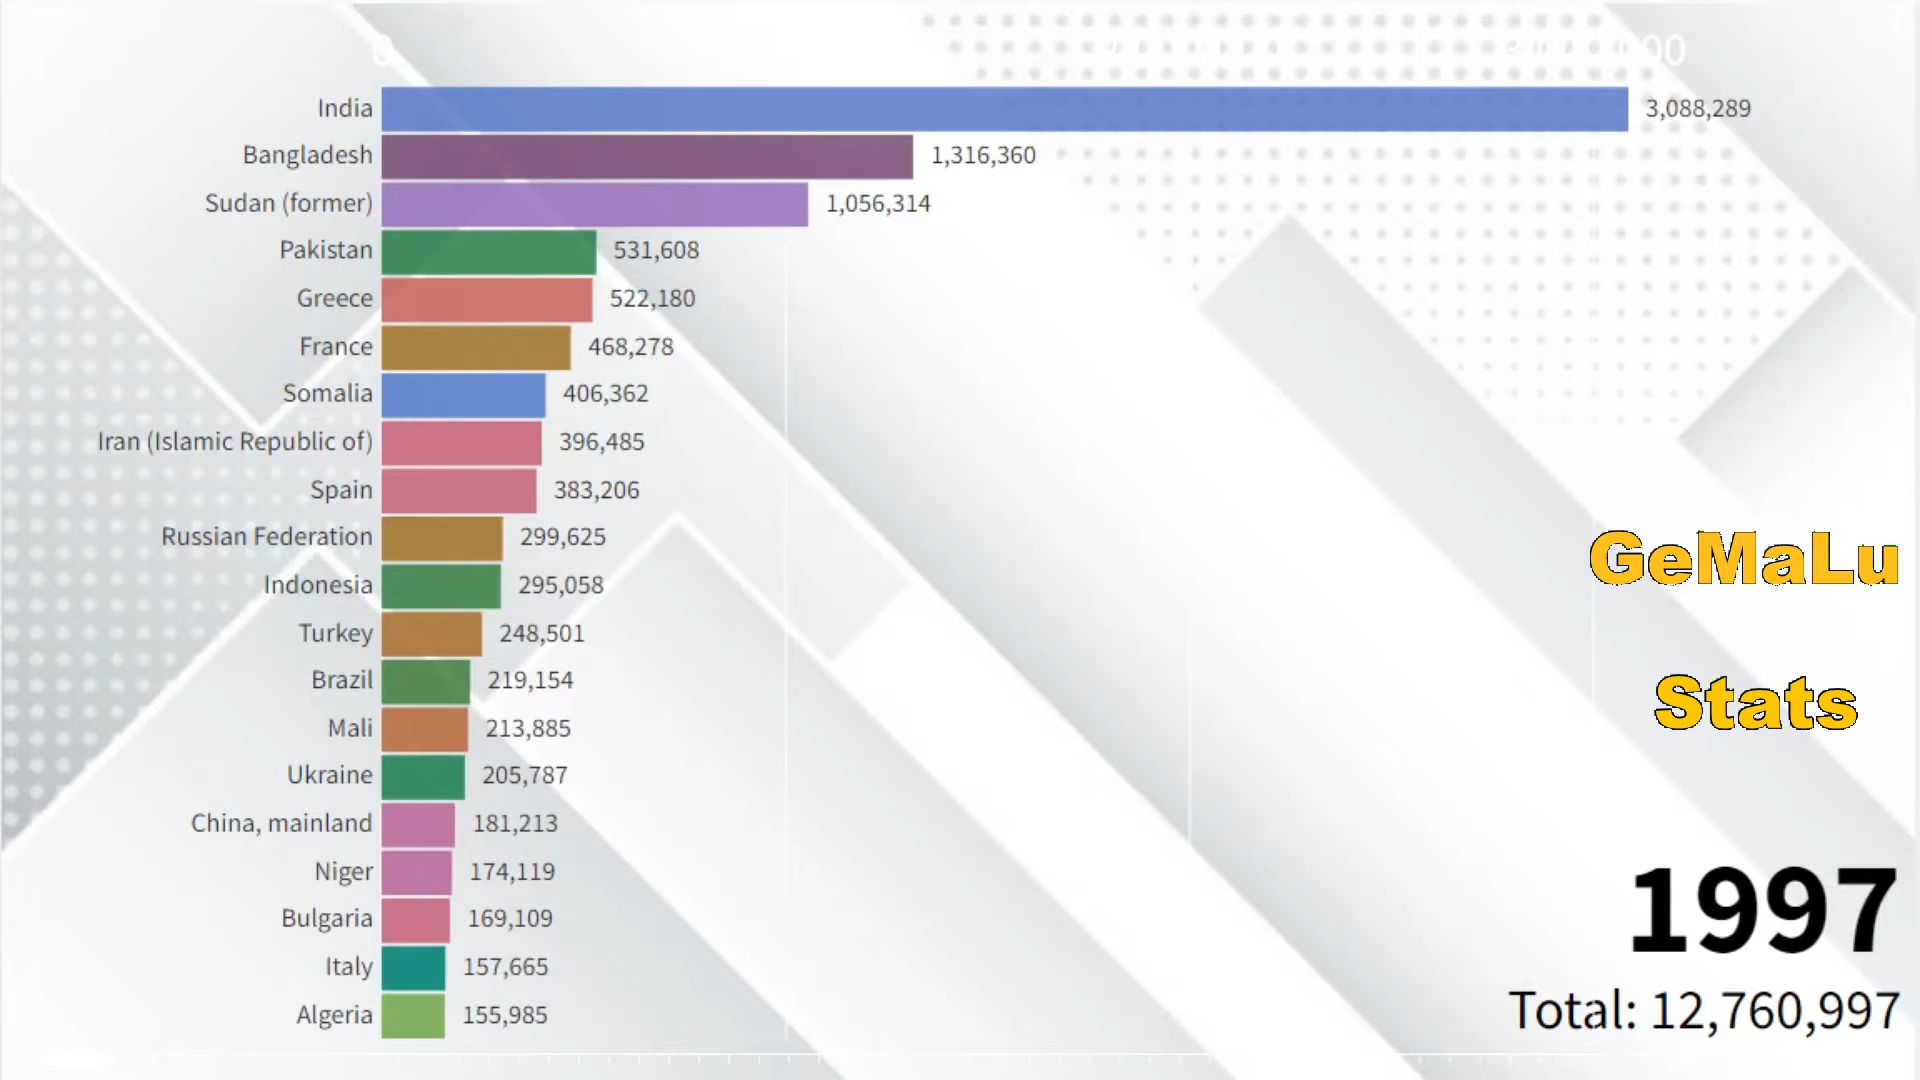 0
India 3,088,289
Bangladesh 1,316,360
Sudan (former) 1,056,314
Pakistan 531,608
Greece 522,180
France 468,278
Somalia 406,362
Iran (Islamic Republic of) 396,485
Spain 383,206
Russian Federation 299,625
Indonesia 295,058
Turkey 248,501
Brazil 219,154
Mali 213,885
Ukraine 205,787
China, mainland 181,213
Niger 174,119
Bulgaria 169,109
Italy 157,665
Algeria 155,985
GeMaLu
Stats
1997
Total: 12,760,997